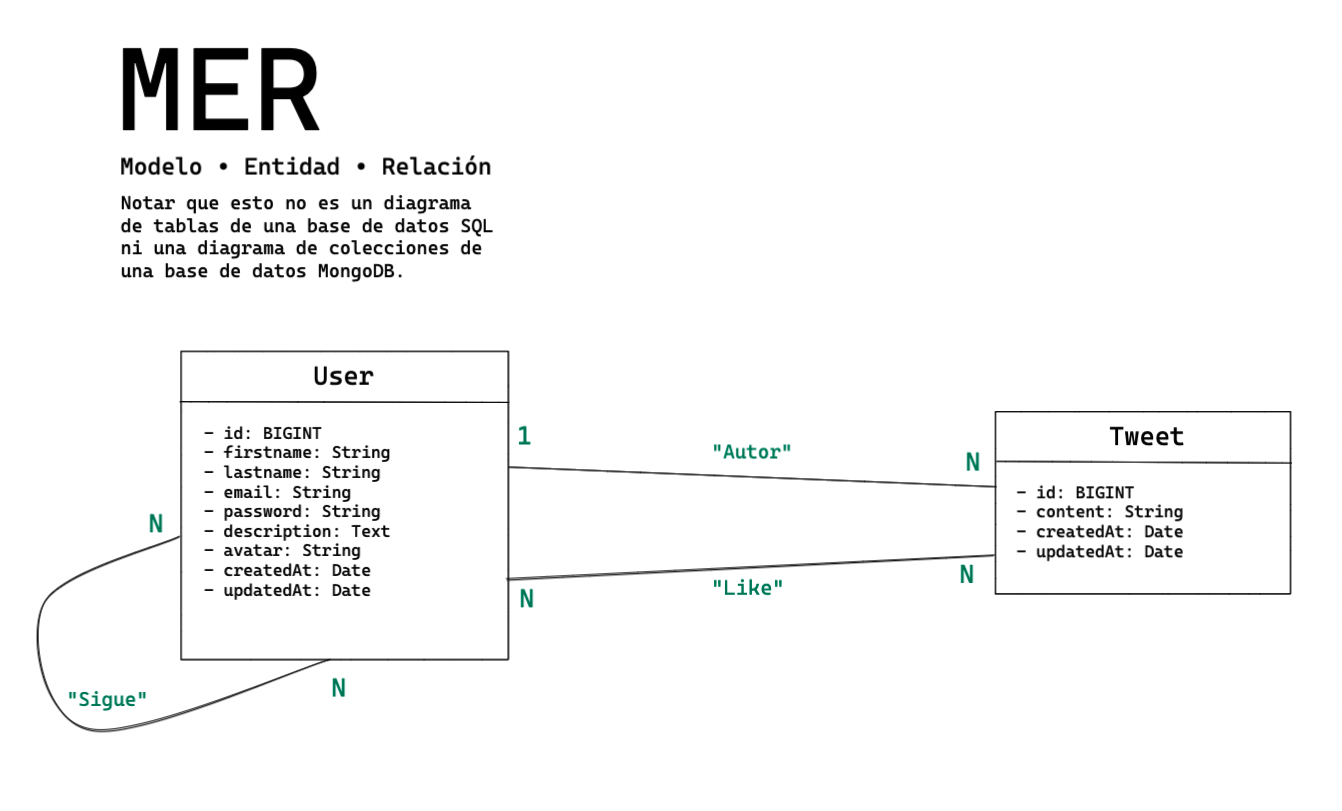 MER
Modelo • Entidad • Relación
Notar que esto no es un diagrama
de tablas de una base de datos SQL
ni una diagrama de colecciones de
una base de datos MongoDB.
User
- id: BIGINT
- firstname: String
- lastname: String
- email: String
- password: String
- description: Text
- avatar: String
- createdAt: Date
- updatedAt: Date
1
"Autor"
N
Tweet
- id: BIGINT
- content: String
- createdAt: Date
- updatedAt: Date
N
"Like"
N
N
"Sigue"
N